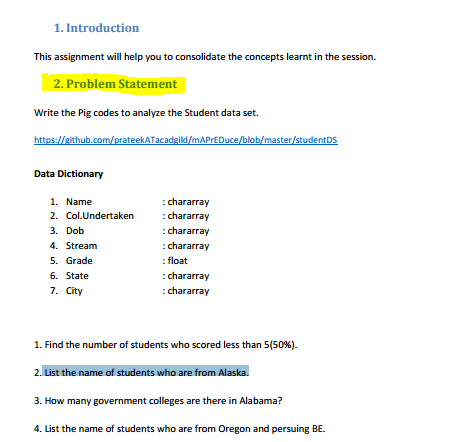 1. Introduction
This assignment will help you to consolidate the concepts learnt in the session.
2. Problem Statement
Write the Pig codes to analyze the Student data set.
https://github.com/prateekATacadgild/mAPrEDuce/blob/master/studentDS
Data Dictionary
1. Name : chararray
2. Col.Undertaken : chararray
3. Dob : chararray
4. Stream : chararray
5. Grade : float
6. State : chararray
7. City : chararray
1. Find the number of students who scored less than 5(50%).
2. List the name of students who are from Alaska.
3. How many government colleges are there in Alabama?
4. List the name of students who are from Oregon and persuing BE.